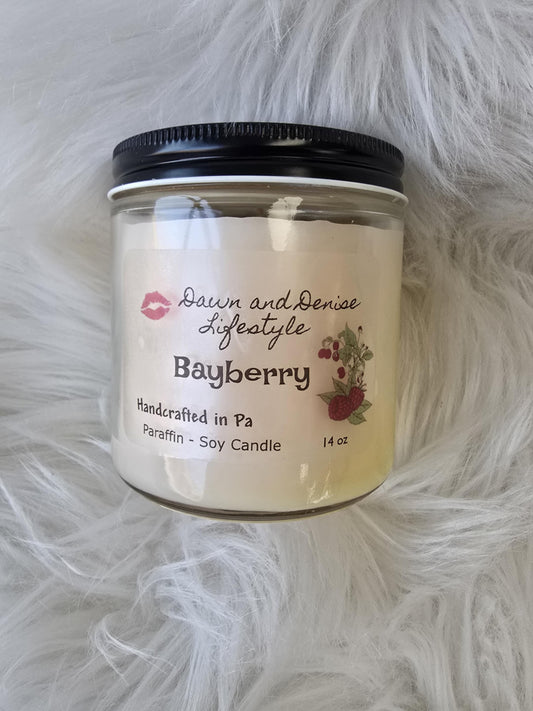 Dawn and Denise
Lifestyle
Bayberry
Handcrafted in Pa
Paraffin - Soy Candle
14 oz